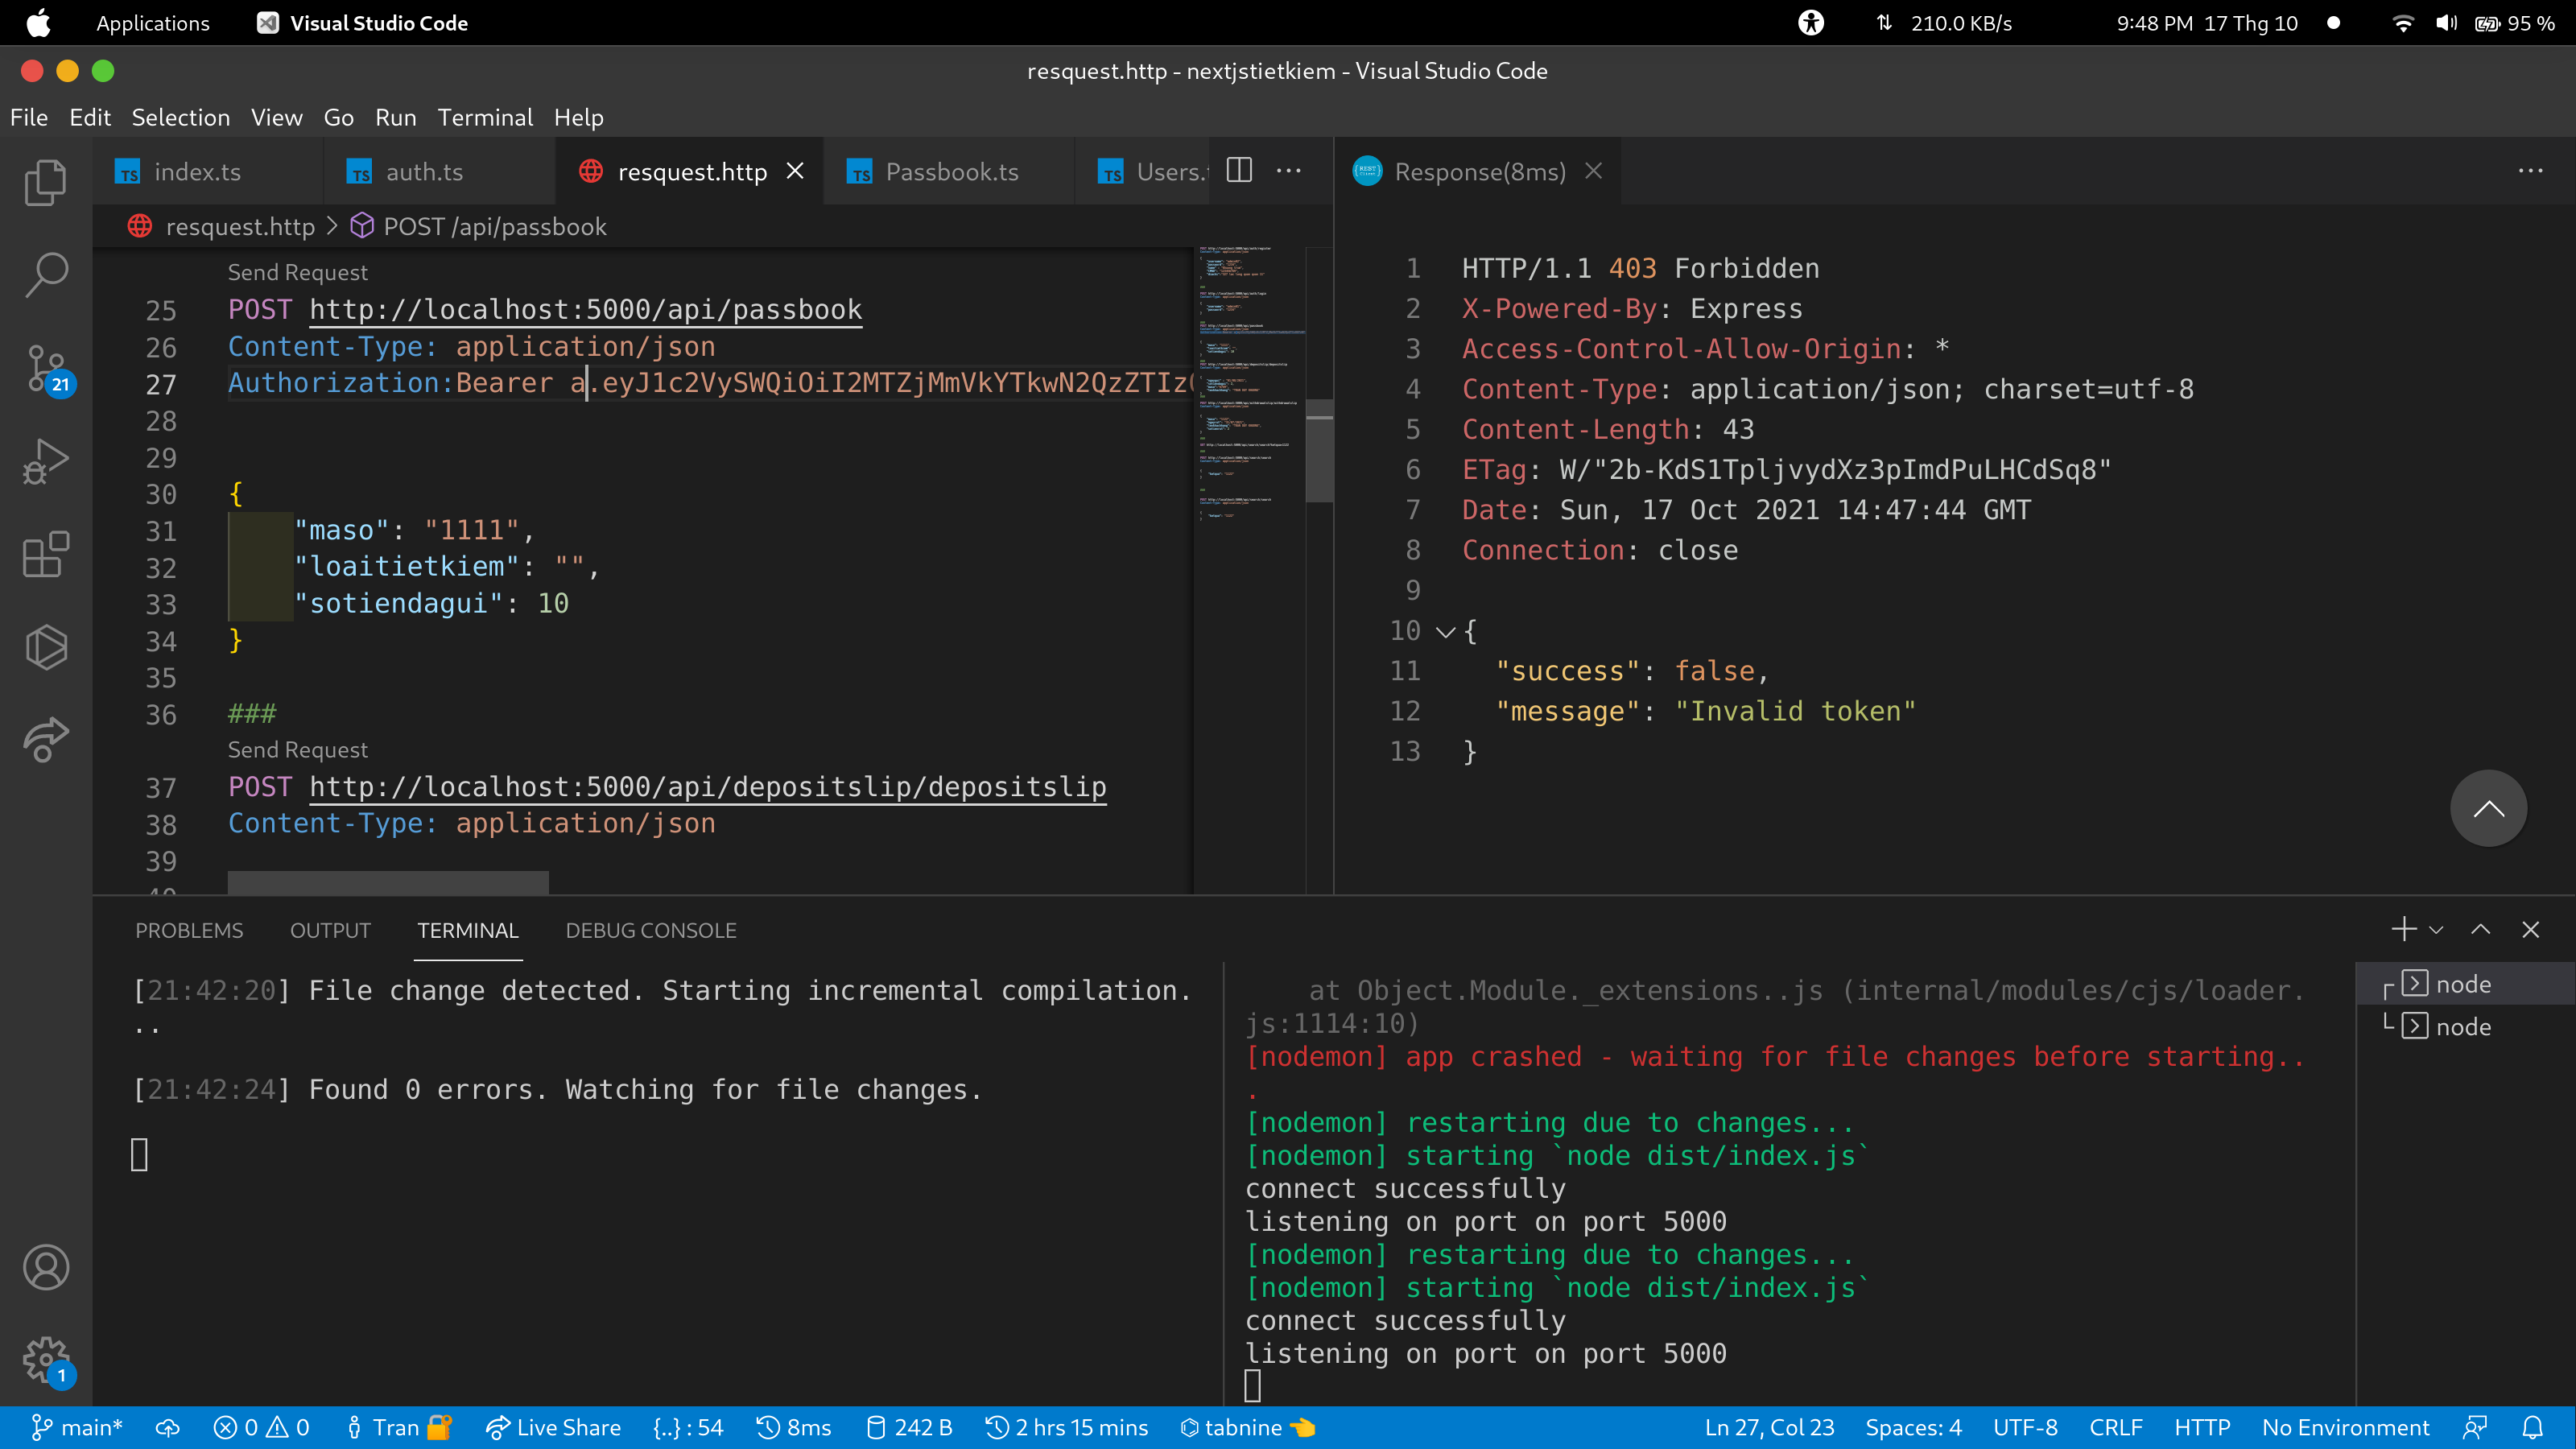 Applications Visual Studio Code 210.0 KB/s 9:48 PM 17 Thg 10 95 %
resquest.http - nextjstietkiem - Visual Studio Code
File Edit Selection View Go Run Terminal Help
TS index.ts TS auth.ts resquest.http TS Passbook.ts TS Users. Response(8ms)
resquest.http > POST /api/passbook
Send Request
25 POST http://localhost:5000/api/passbook
26 Content-Type: application/json
27 Authorization:Bearer a.eyJ1c2VySWQiOiI2MTZjMmVkYTkwN2QzZTIz
28
29
30 {
31 "maso": "1111",
32 "loaitietkiem": "",
33 "sotiendagui": 10
34 }
35
36 ###
Send Request
37 POST http://localhost:5000/api/depositslip/depositslip
38 Content-Type: application/json
39
1 HTTP/1.1 403 Forbidden
2 X-Powered-By: Express
3 Access-Control-Allow-Origin: *
4 Content-Type: application/json; charset=utf-8
5 Content-Length: 43
6 ETag: W/"2b-KdS1TpljvydXz3pImdPuLHCdSq8"
7 Date: Sun, 17 Oct 2021 14:47:44 GMT
8 Connection: close
9
10 {
11 "success": false,
12 "message": "Invalid token"
13 }
PROBLEMS OUTPUT TERMINAL DEBUG CONSOLE
[21:42:20] File change detected. Starting incremental compilation.
..
[21:42:24] Found 0 errors. Watching for file changes.
at Object.Module._extensions..js (internal/modules/cjs/loader.
js:1114:10)
[nodemon] app crashed - waiting for file changes before starting..
.
[nodemon] restarting due to changes...
[nodemon] starting `node dist/index.js`
connect successfully
listening on port on port 5000
[nodemon] restarting due to changes...
[nodemon] starting `node dist/index.js`
connect successfully
listening on port on port 5000
node
node
21
1
main* 0 0 Tran Live Share {..} : 54 8ms 242 B 2 hrs 15 mins tabnine Ln 27, Col 23 Spaces: 4 UTF-8 CRLF HTTP No Environment